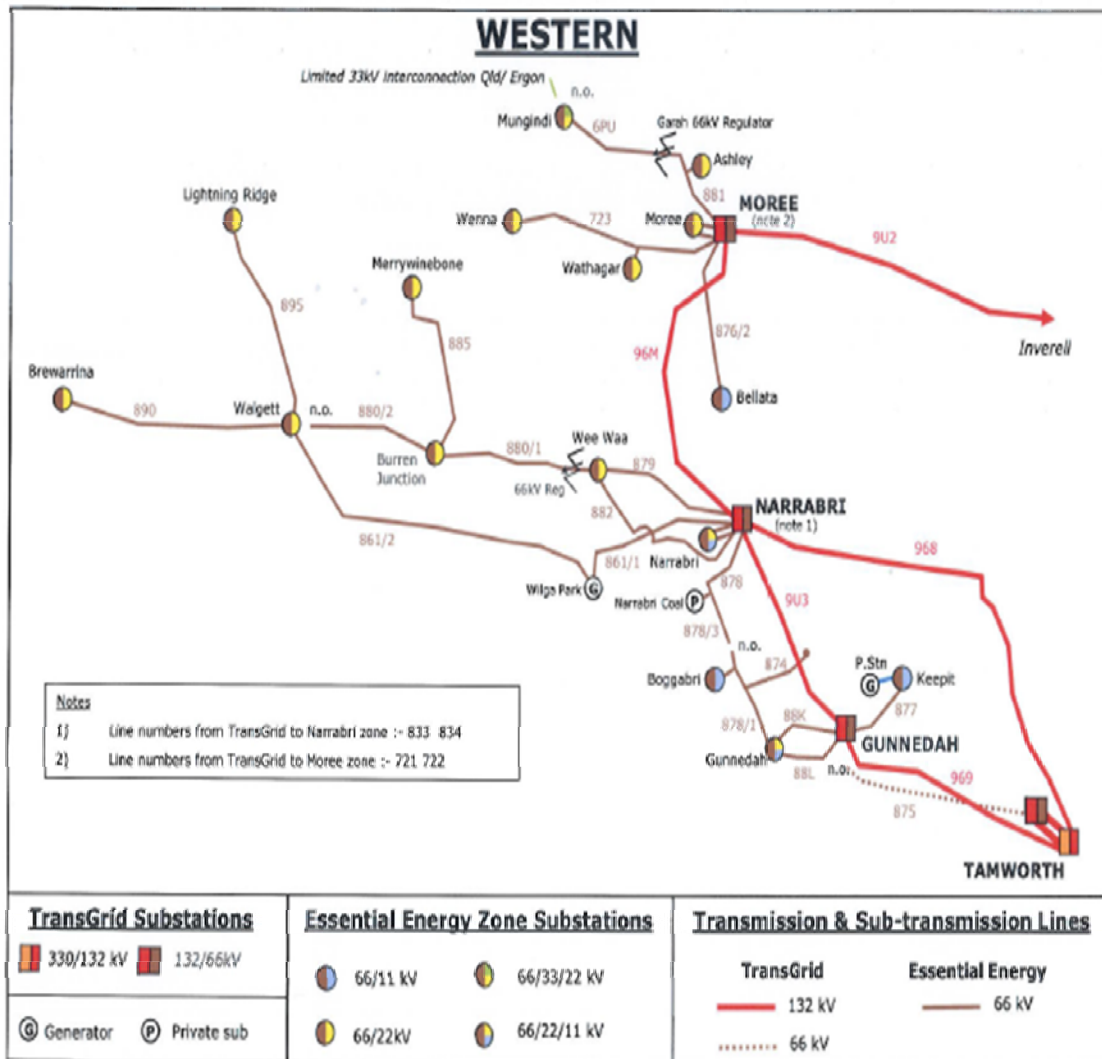 WESTERN
Limited 33kV Interconnection Qld/ Ergon
n.o.
Mungindi
6PU
Garah 66kV Regulator
Ashley
881
Lightning Ridge
Wenna
723
Moree
MOREE
(note 2)
9U2
Wathagar
Merrywinebone
895
885
876/2
96M
Inverell
Brewarrina
890
Walgett
n.o.
880/2
Bellata
Burren
Junction
880/1
Wee Waa
879
66kV Reg
882
NARRABRI
(note 1)
861/2
861/1
Narrabri
968
Wilga Park
G
Narrabri Coal
P
878
9U3
878/3
n.o.
874
Boggabri
P.Stn
G
Keepit
877
878/1
88K
GUNNEDAH
Gunnedah
88L
n.o.
969
875
TAMWORTH
Notes
1) Line numbers from TransGrid to Narrabri zone :- 833 834
2) Line numbers from TransGrid to Moree zone :- 721 722
TransGrid Substations
330/132 kV
132/66kV
G Generator
P Private sub
Essential Energy Zone Substations
66/11 kV
66/33/22 kV
66/22kV
66/22/11 kV
Transmission & Sub-transmission Lines
TransGrid
Essential Energy
132 kV
66 kV
66 kV